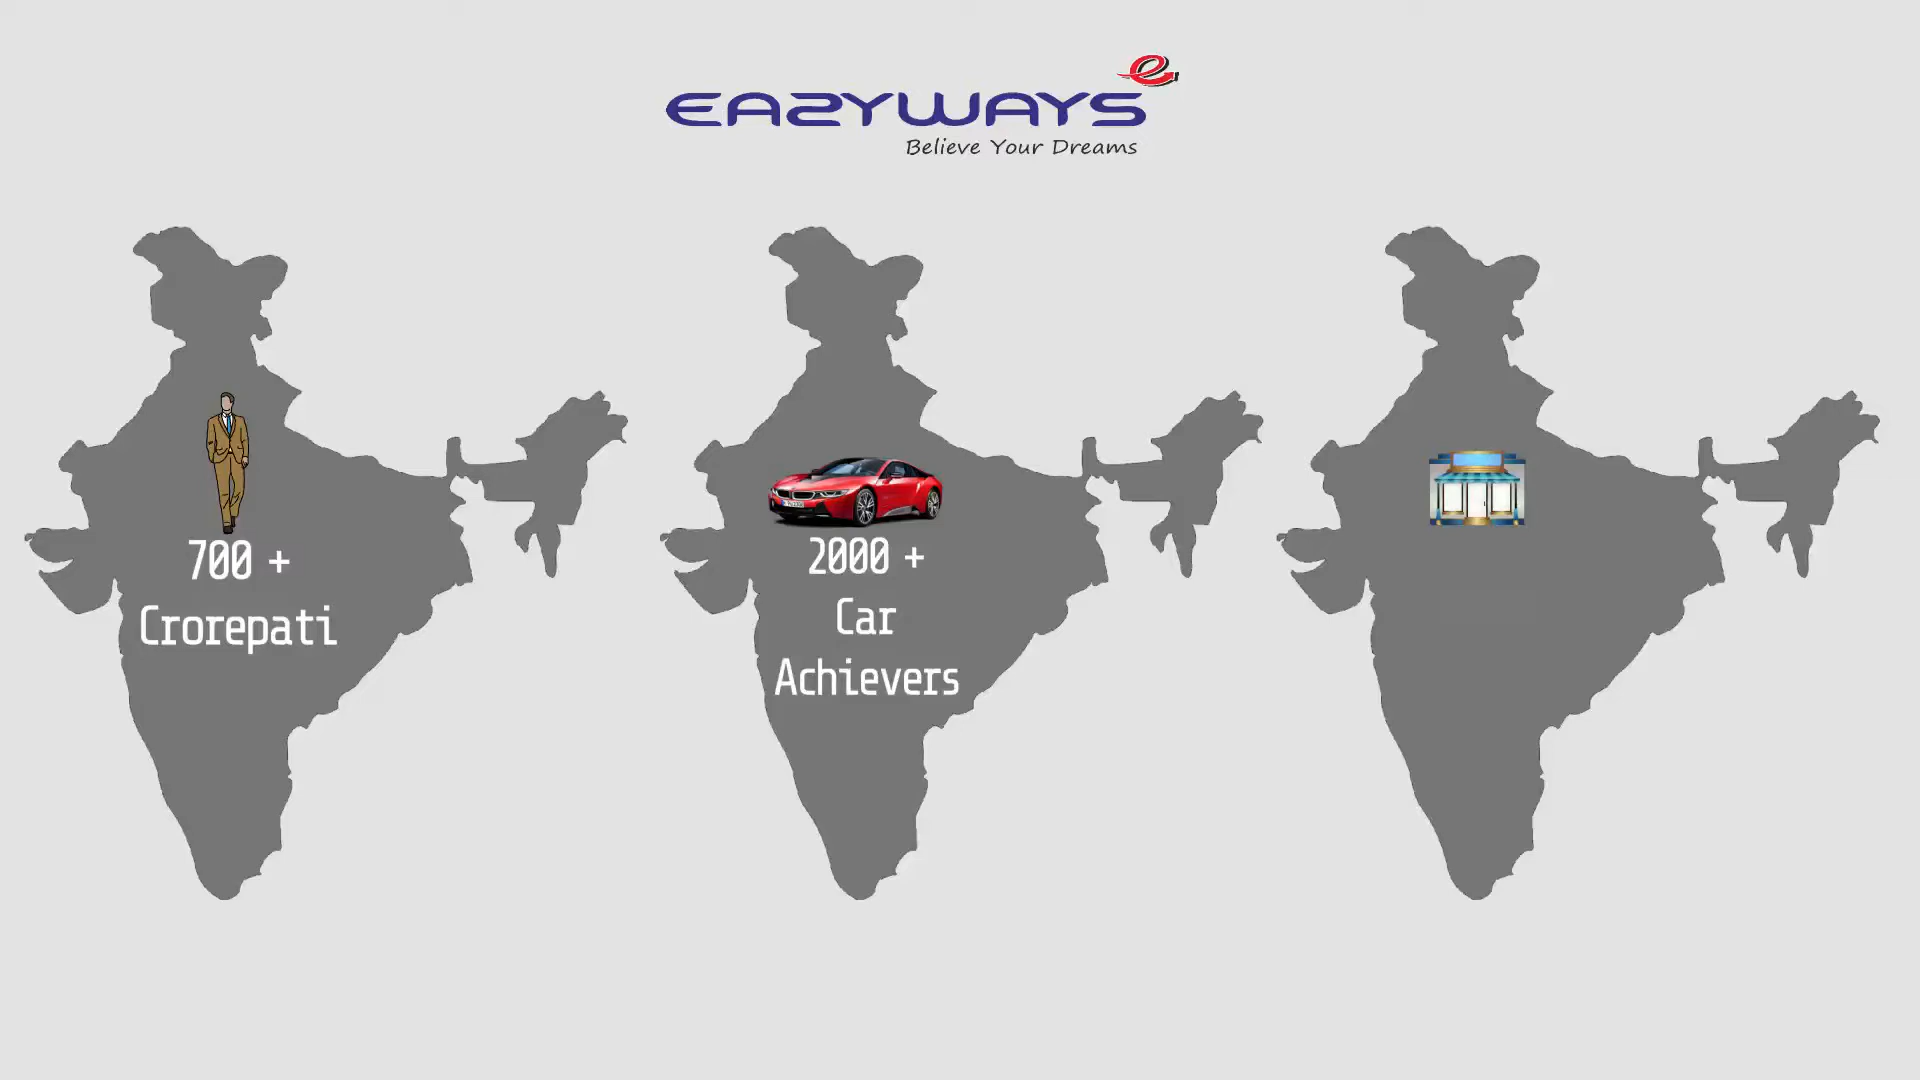 EAZYWAYS
Believe Your Dreams
700 +
Crorepati
2000 +
Car
Achievers